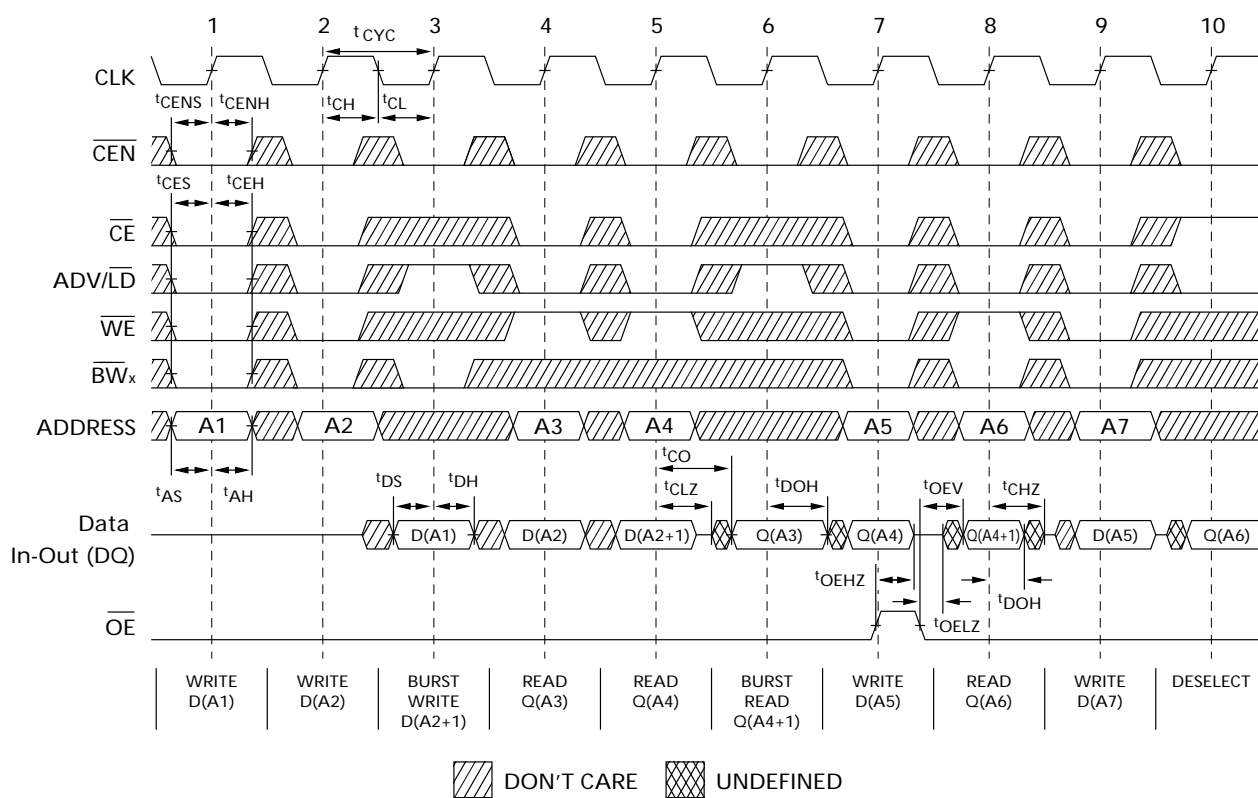 1 2 3 4 5 6 7 8 9 10
tCYC
CLK
tCENS tCENH tCH tCL
CEN
tCES tCEH
CE
ADV/LD
WE
BWx
ADDRESS A1 A2 A3 A4 A5 A6 A7
tCO
tAS tAH tDS tDH tCLZ tDOH tOEV tCHZ
Data
In-Out (DQ)
D(A1) D(A2) D(A2+1) Q(A3) Q(A4) Q(A4+1) D(A5) Q(A6)
tOEHZ tDOH
tOELZ
OE
WRITE
D(A1)
WRITE
D(A2)
BURST
WRITE
D(A2+1)
READ
Q(A3)
READ
Q(A4)
BURST
READ
Q(A4+1)
WRITE
D(A5)
READ
Q(A6)
WRITE
D(A7)
DESELECT
DON'T CARE
UNDEFINED